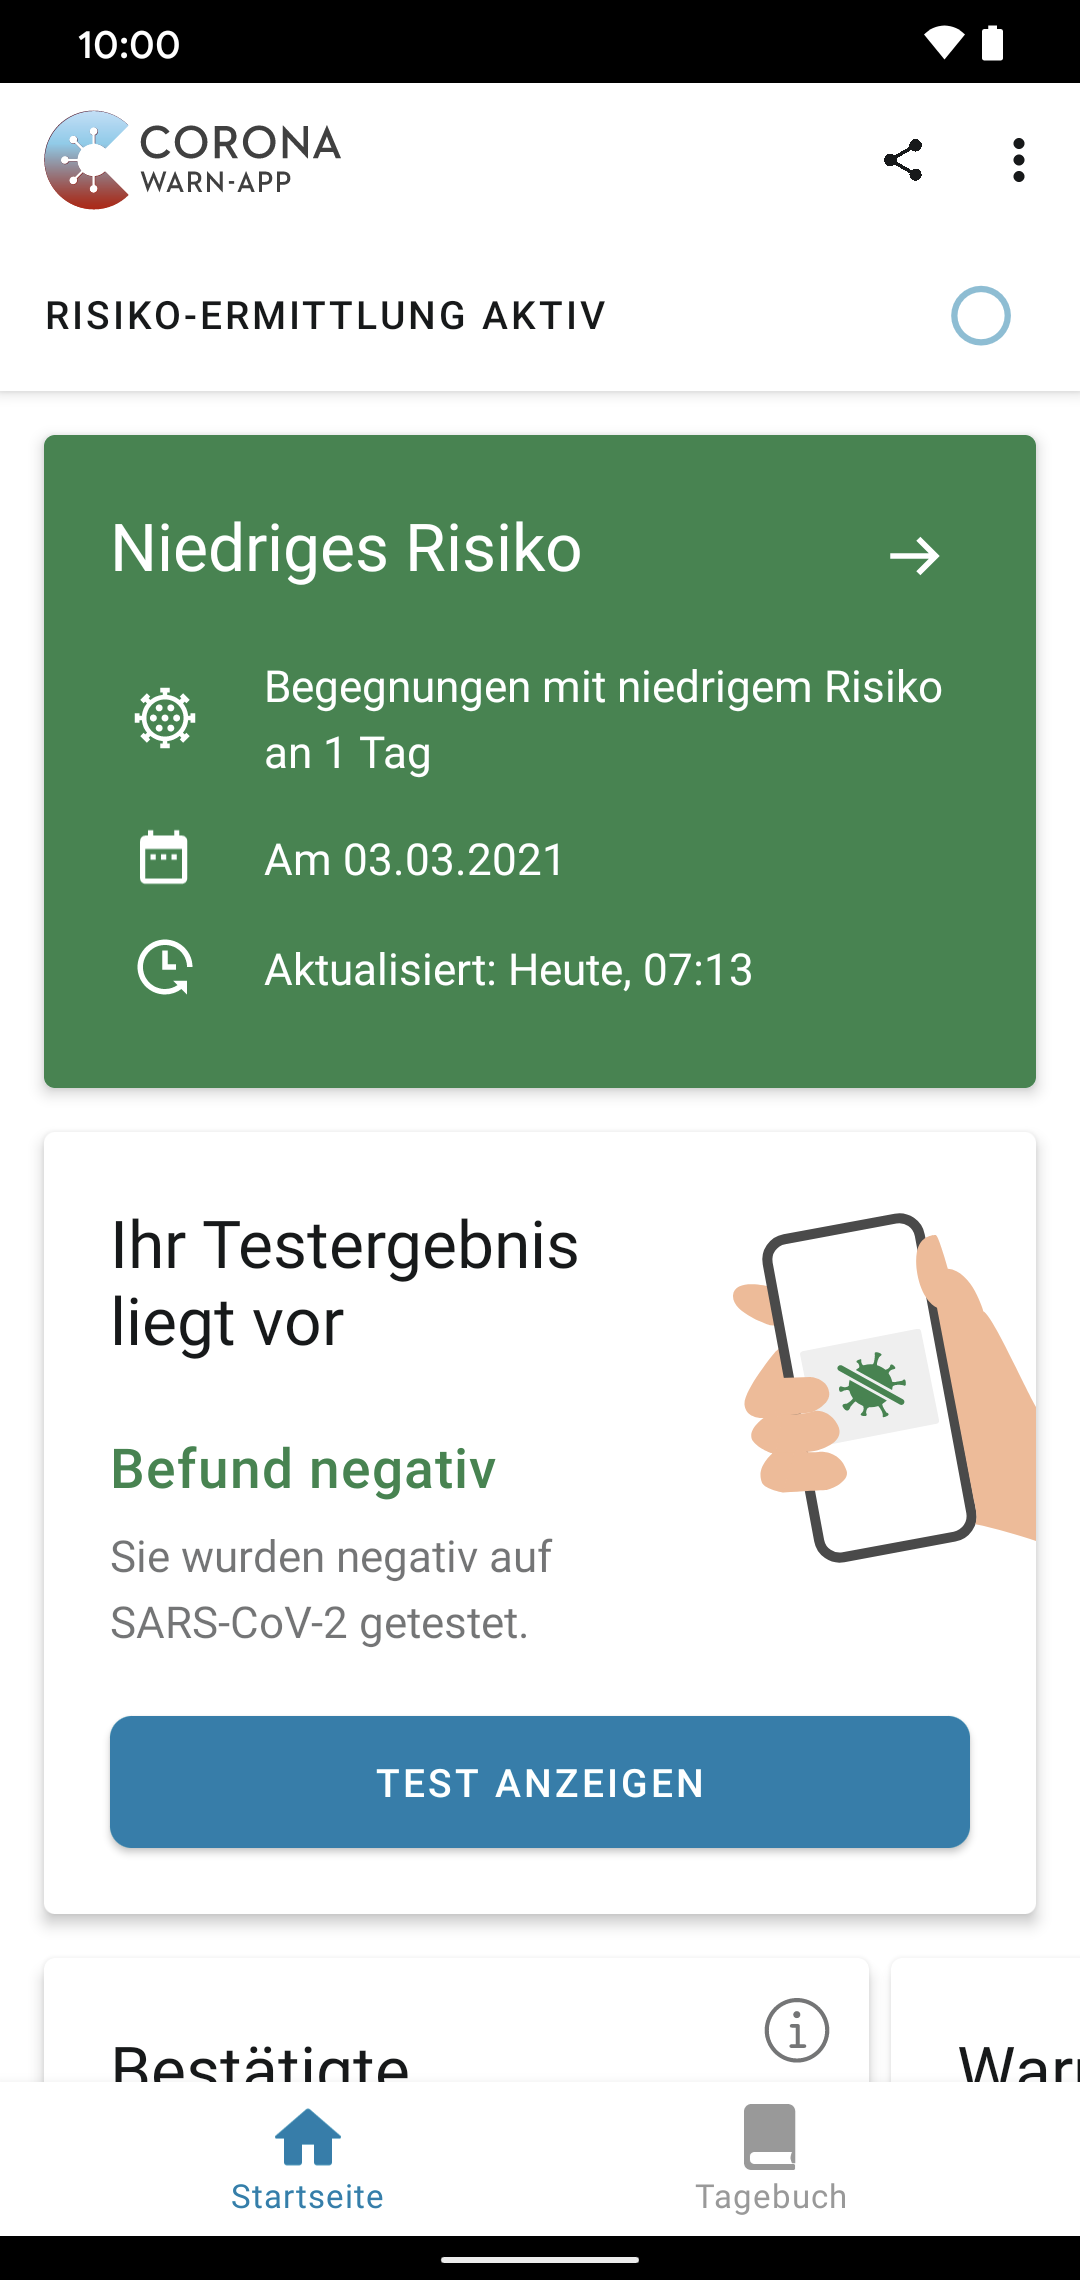 10:00
CORONA
WARN-APP
RISIKO-ERMITTLUNG AKTIV
Niedriges Risiko
Begegnungen mit niedrigem Risiko
an 1 Tag
Am 03.03.2021
Aktualisiert: Heute, 07:13
Ihr Testergebnis
liegt vor
Befund negativ
Sie wurden negativ auf
SARS-CoV-2 getestet.
TEST ANZEIGEN
Bestätigte
Startseite
Tagebuch